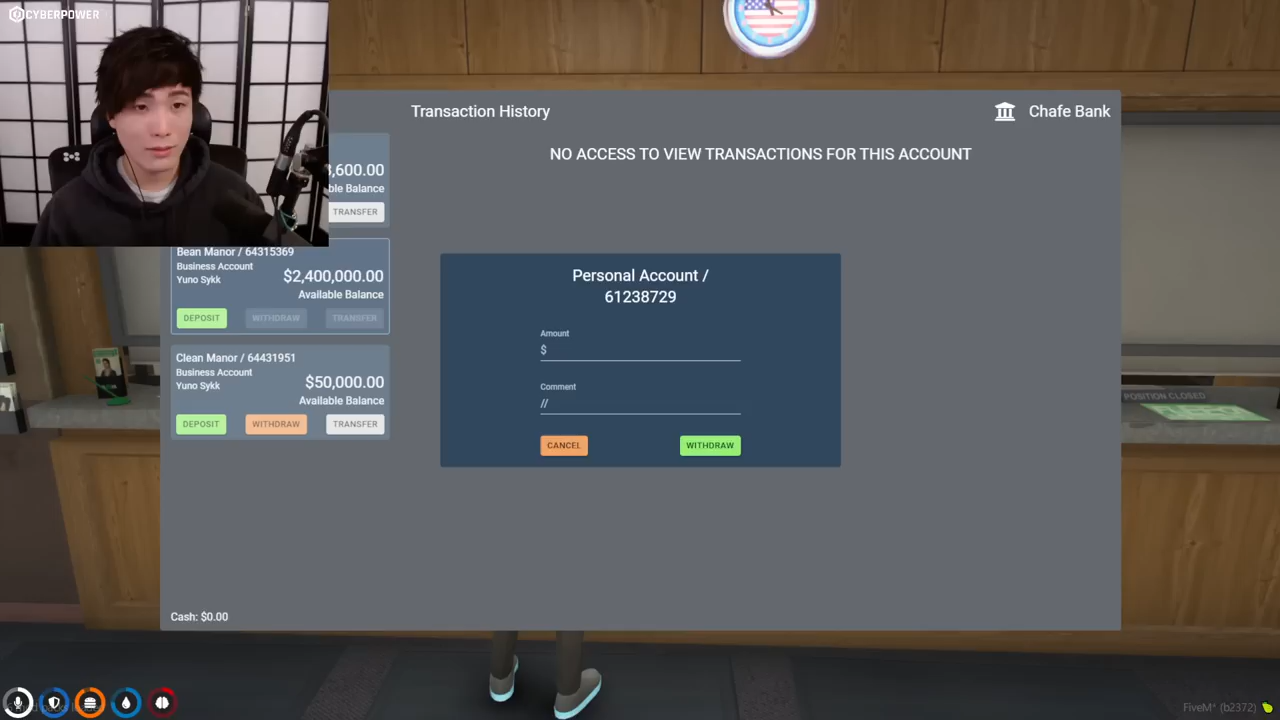 CYBERPOWER
Transaction History
Chafe Bank
NO ACCESS TO VIEW TRANSACTIONS FOR THIS ACCOUNT
3,600.00
ble Balance
TRANSFER
Bean Manor / 64315369
Business Account
Yuno Sykk
$2,400,000.00
Available Balance
DEPOSIT
WITHDRAW
TRANSFER
Clean Manor / 64431951
Business Account
Yuno Sykk
$50,000.00
Available Balance
DEPOSIT
WITHDRAW
TRANSFER
Personal Account /
61238729
Amount
$
Comment
//
CANCEL
WITHDRAW
POSITION CLOSED
Cash: $0.00
FiveM* (b2372)